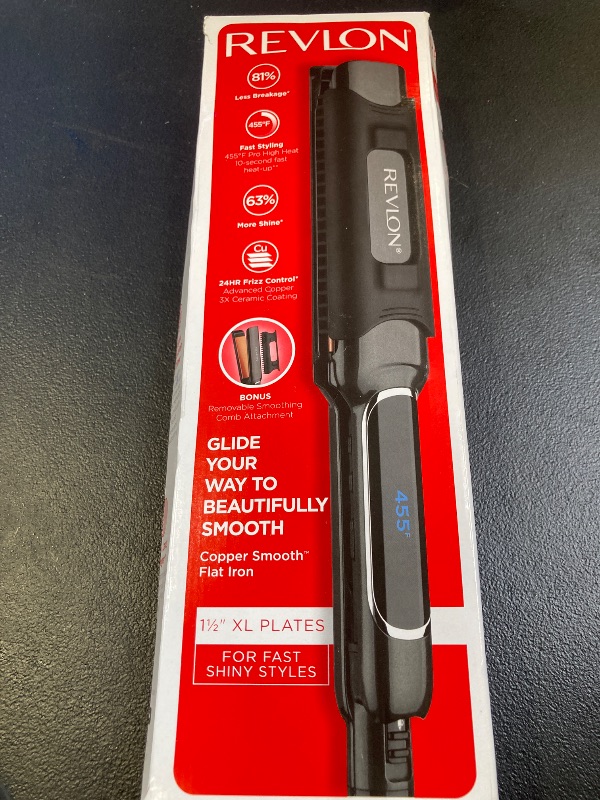 REVLON
81%
Less Breakage*
455°F
Fast Styling
455°F Pro High Heat
10-second fast
heat-up**
63%
More Shine*
Cu
24HR Frizz Control*
Advanced Copper
3X Ceramic Coating
BONUS
Removable Smoothing
Comb Attachment
GLIDE
YOUR
WAY TO
BEAUTIFULLY
SMOOTH
Copper Smooth™
Flat Iron
1½" XL PLATES
FOR FAST
SHINY STYLES
REVLON®
455F